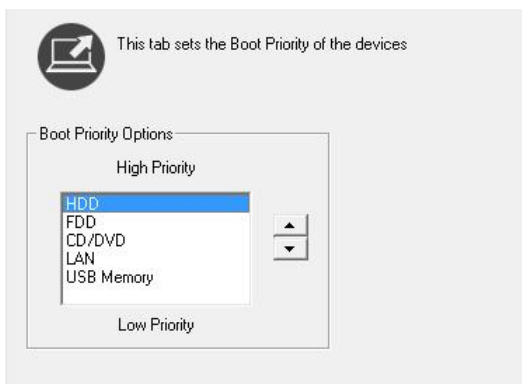 This tab sets the Boot Priority of the devices
Boot Priority Options
High Priority
HDD
FDD
CD/DVD
LAN
USB Memory
Low Priority